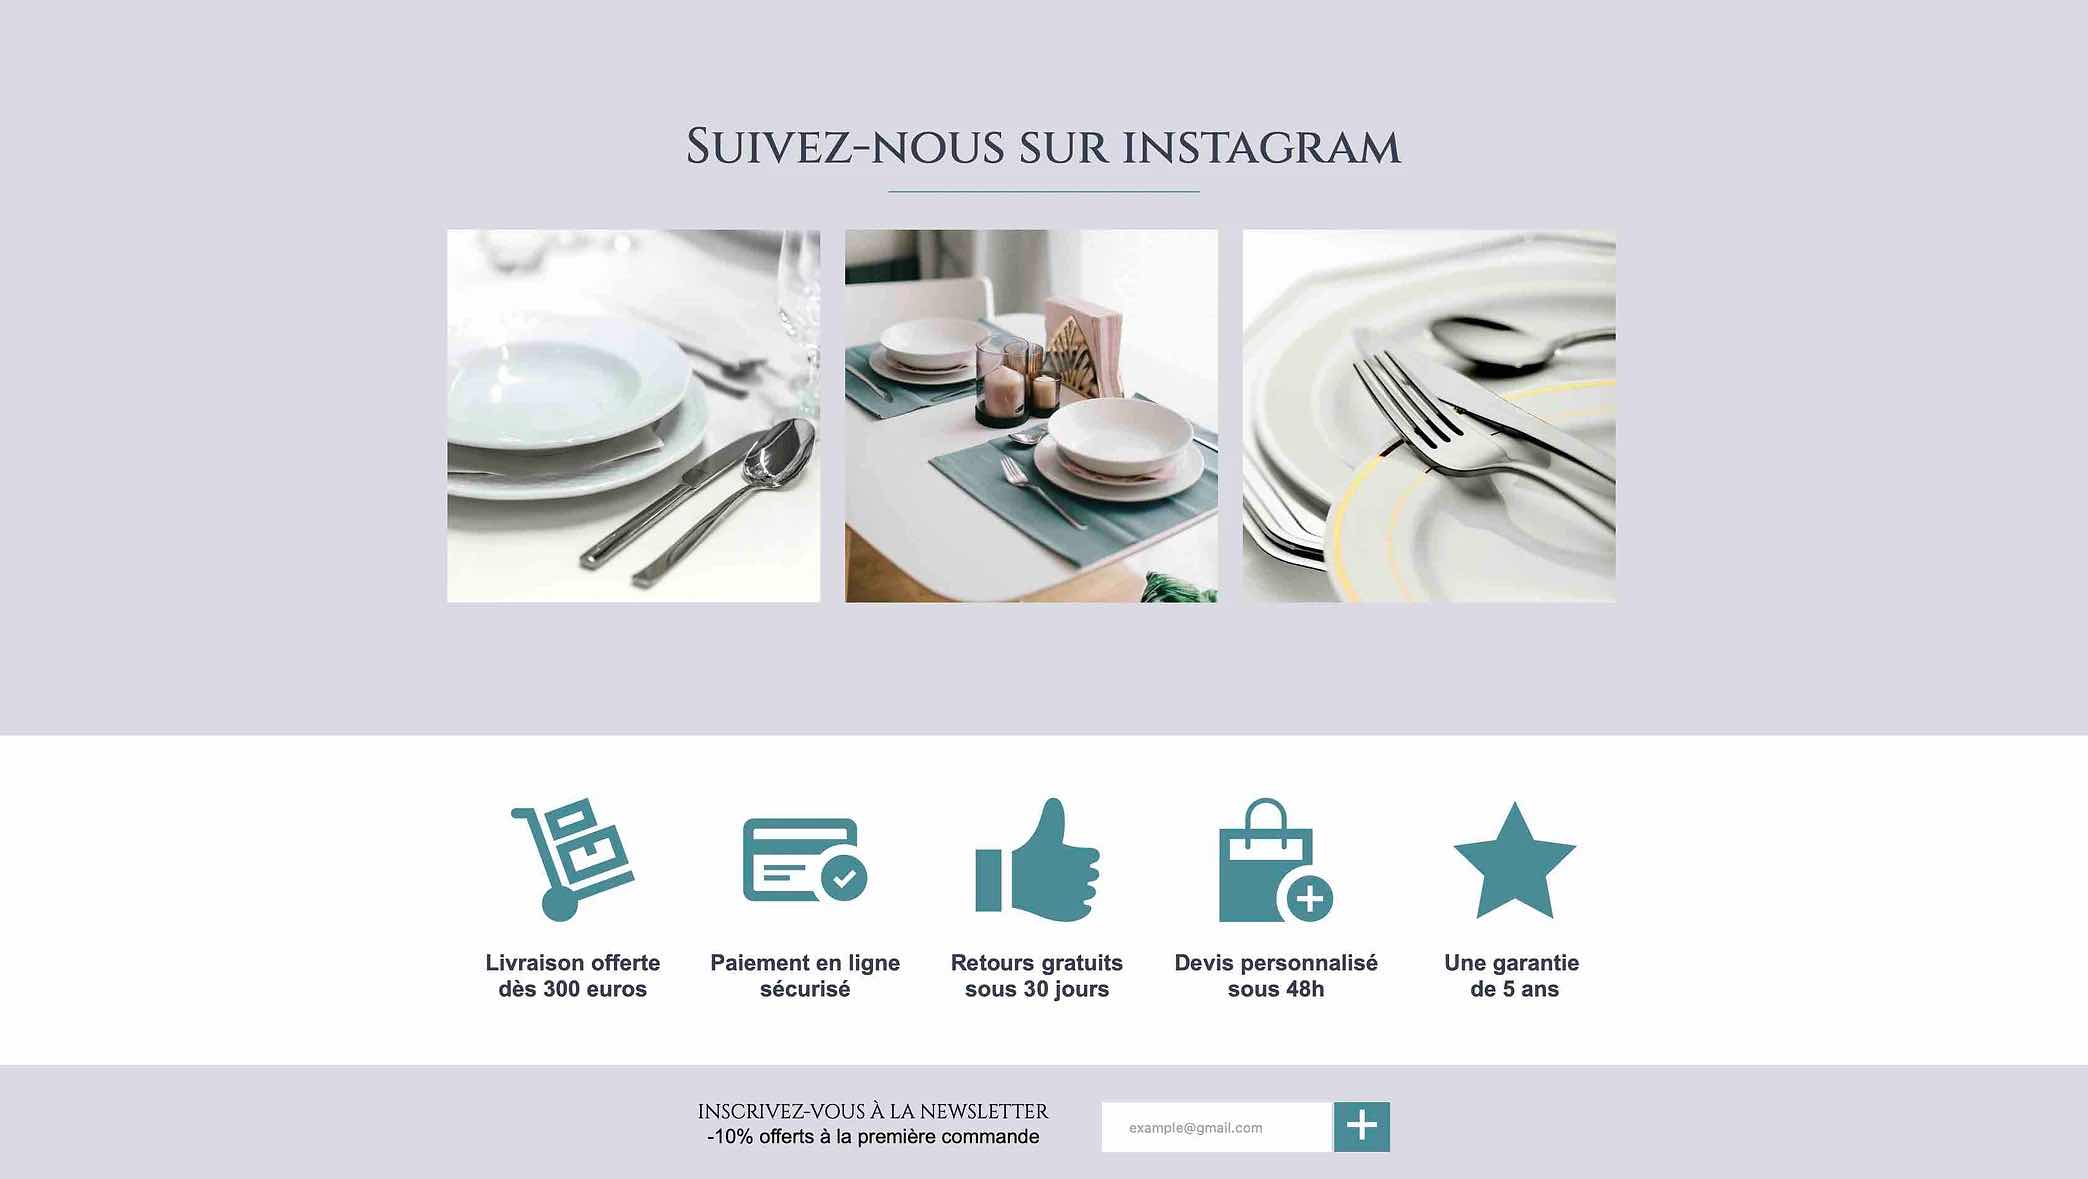 Suivez-nous sur instagram
Livraison offerte
dès 300 euros
Paiement en ligne
sécurisé
Retours gratuits
sous 30 jours
Devis personnalisé
sous 48h
Une garantie
de 5 ans
INSCRIVEZ-VOUS À LA NEWSLETTER
-10% offerts à la première commande
example@gmail.com